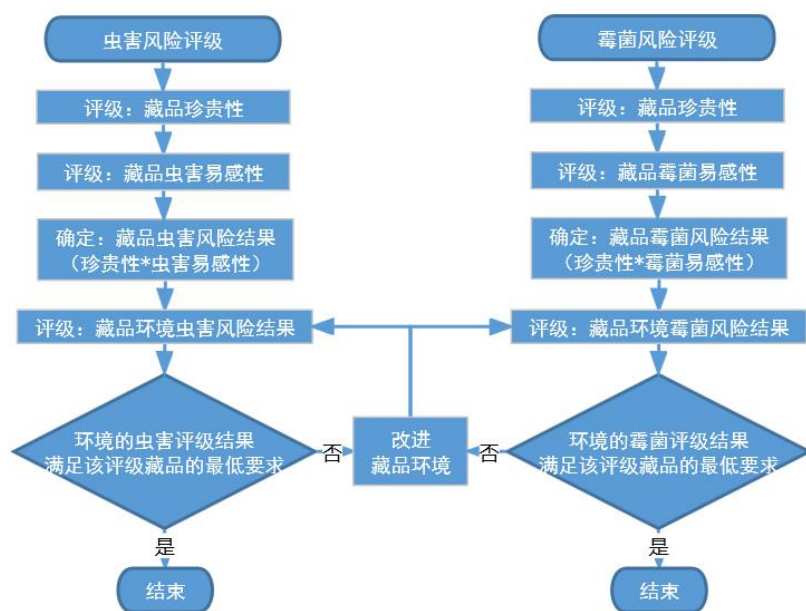 虫害风险评级
评级：藏品珍贵性
评级：藏品虫害易感性
确定：藏品虫害风险结果
（珍贵性*虫害易感性）
评级：藏品环境虫害风险结果
环境的虫害评级结果
满足该评级藏品的最低要求
否
是
结束
改进
藏品环境
霉菌风险评级
评级：藏品珍贵性
评级：藏品霉菌易感性
确定：藏品霉菌风险结果
（珍贵性*霉菌易感性）
评级：藏品环境霉菌风险结果
环境的霉菌评级结果
满足该评级藏品的最低要求
否
是
结束